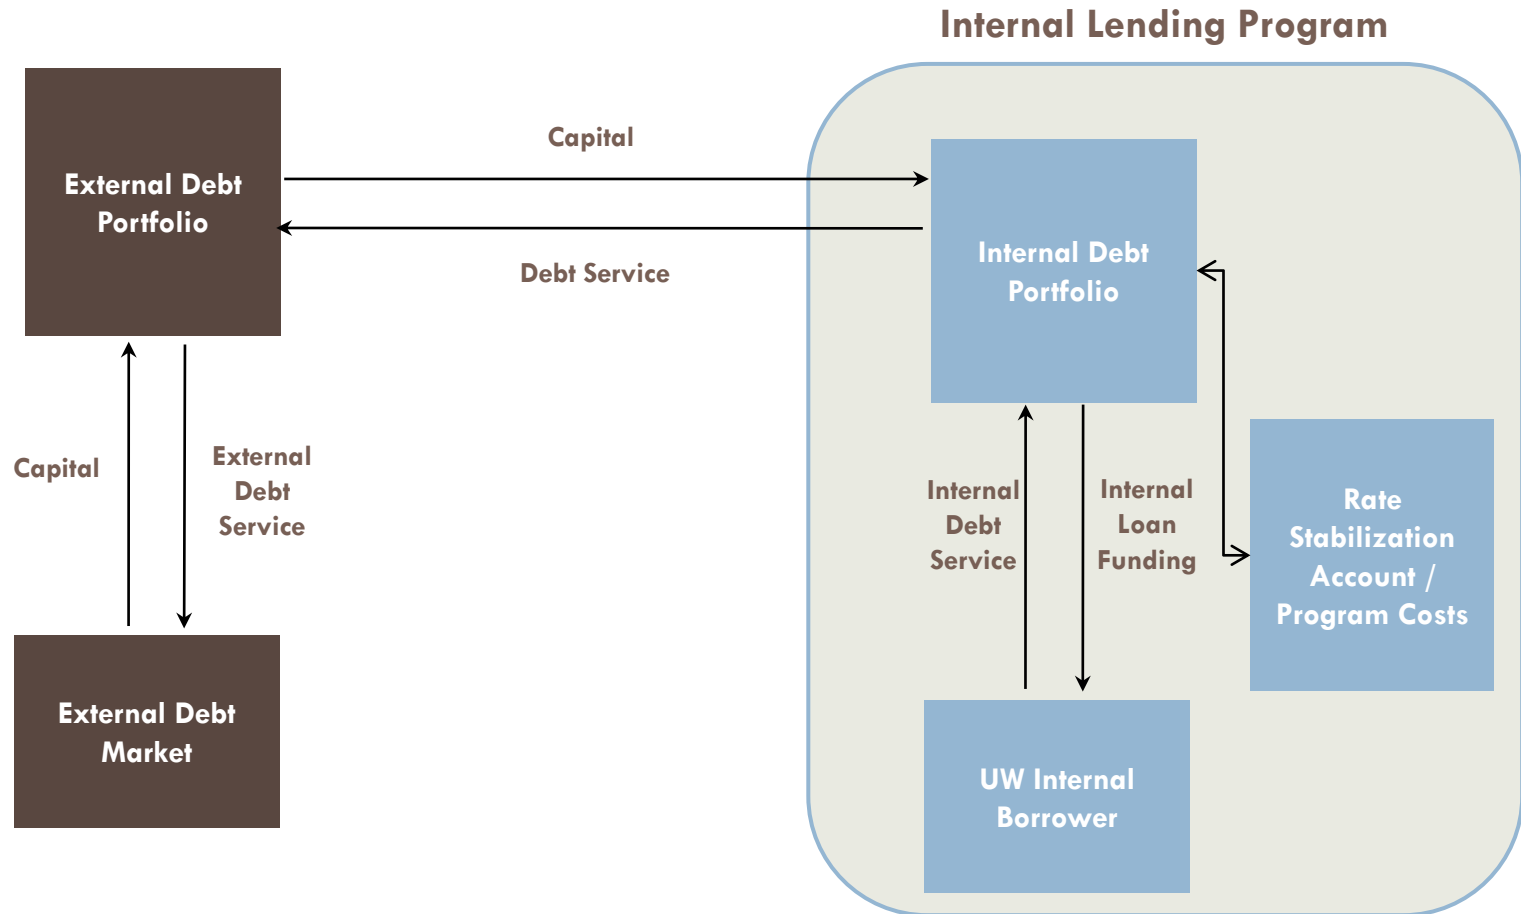 Internal Lending Program
External Debt
Portfolio
Capital
Debt Service
Internal Debt
Portfolio
Capital
External
Debt
Service
Internal
Debt
Service
Internal
Loan
Funding
Rate
Stabilization
Account /
Program Costs
External Debt
Market
UW Internal
Borrower